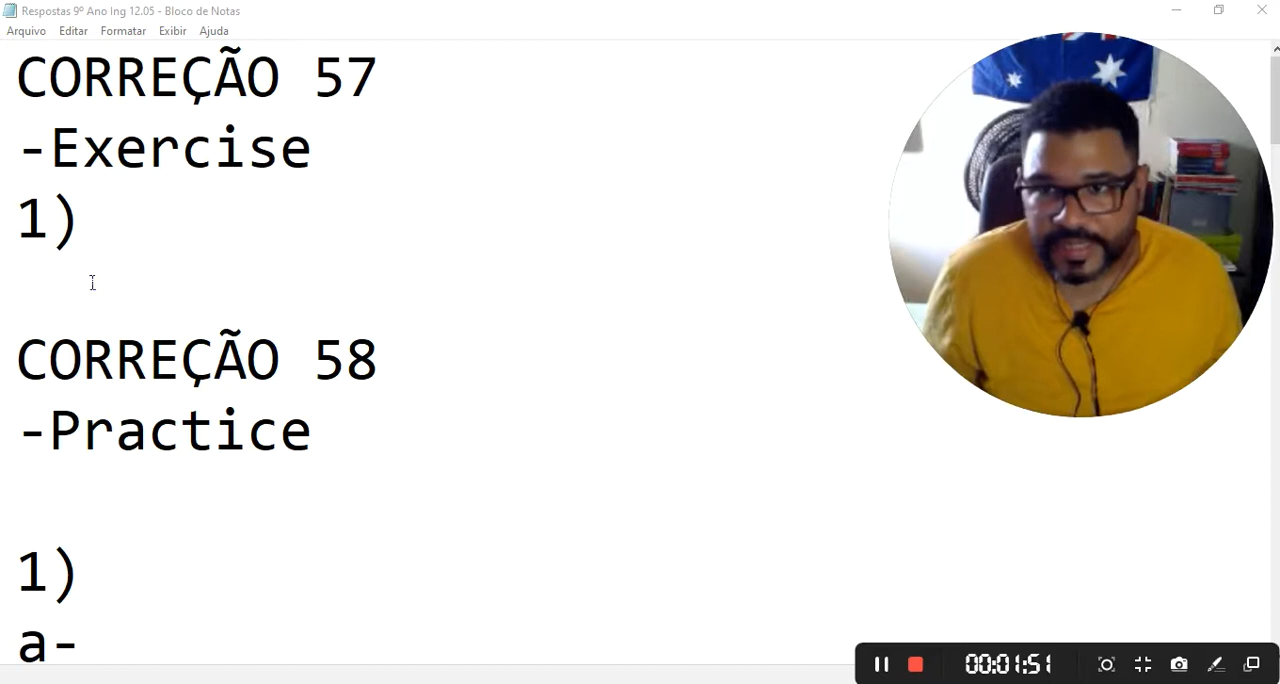 Respostas 9º Ano Ing 12.05 - Bloco de Notas
Arquivo Editar Formatar Exibir Ajuda
CORREÇÃO 57
-Exercise
1)
CORREÇÃO 58
-Practice
1)
a-
00:01:51